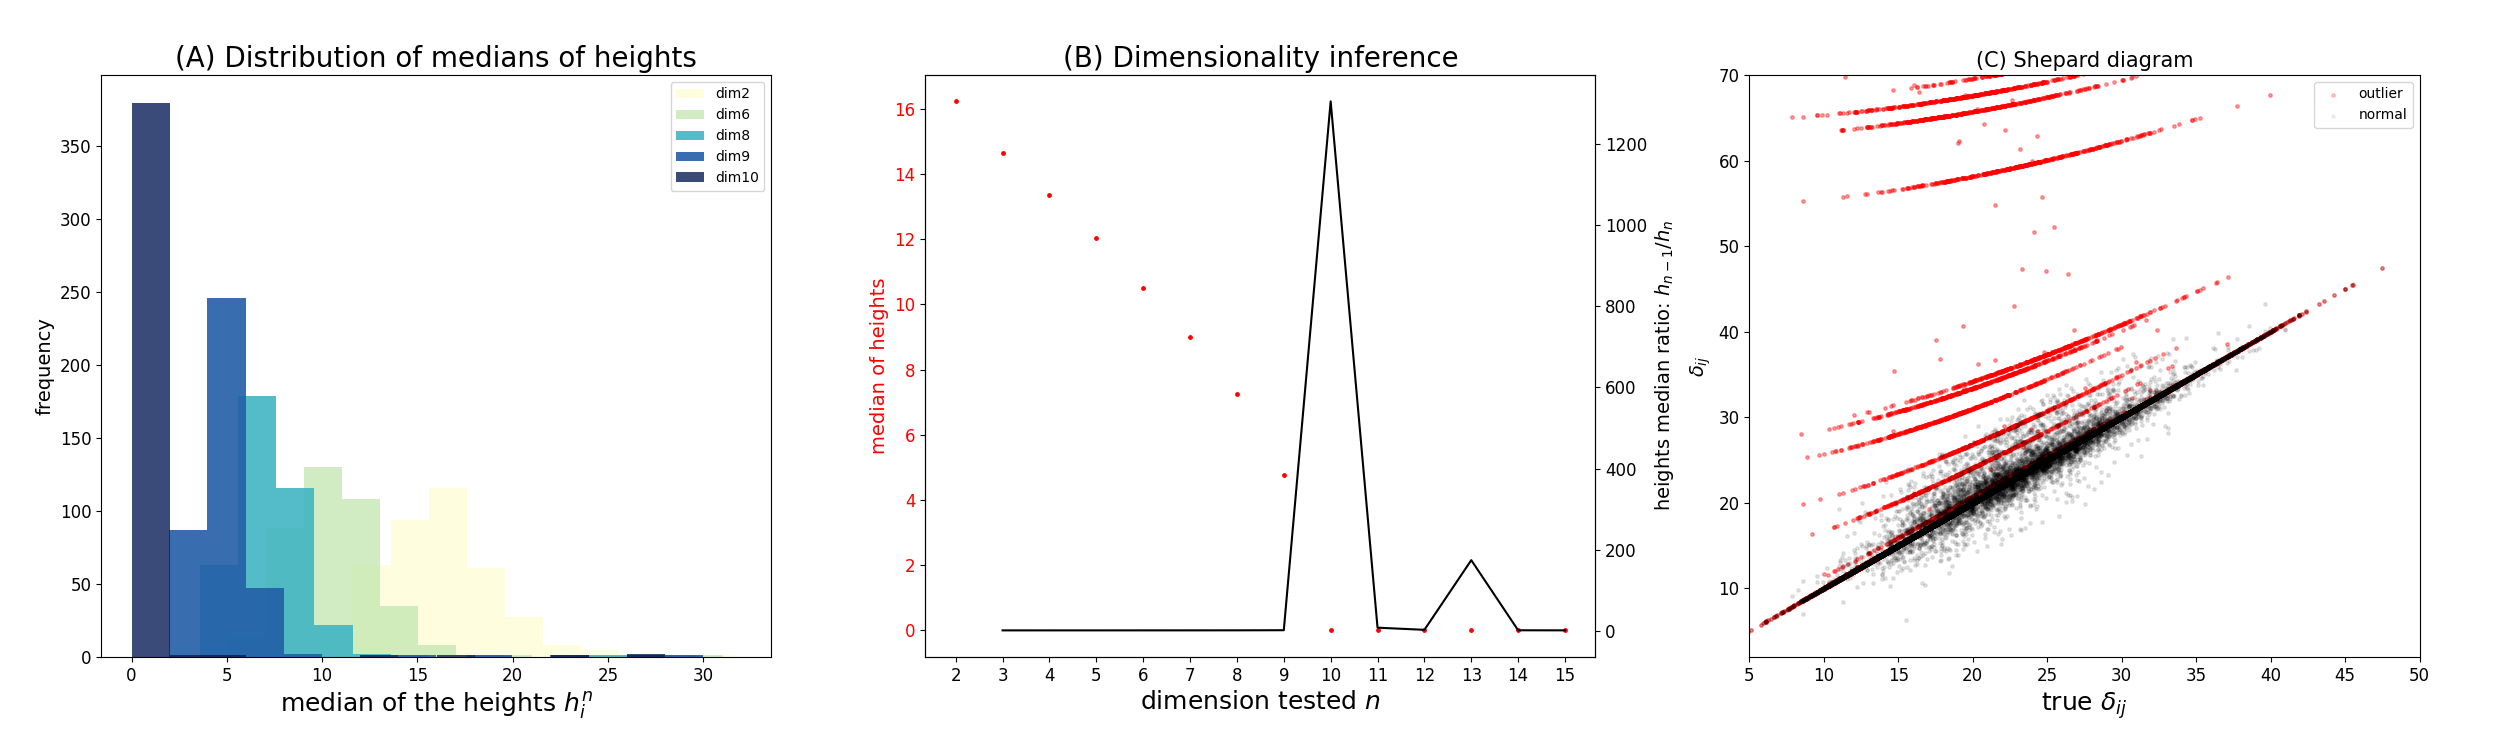 (A) Distribution of medians of heights
frequency
350
300
250
200
150
100
50
0
0 5 10 15 20 25 30
median of the heights $h_i^n$
dim2
dim6
dim8
dim9
dim10
(B) Dimensionality inference
median of heights
16
14
12
10
8
6
4
2
0
2 3 4 5 6 7 8 9 10 11 12 13 14 15
dimension tested $n$
1200
1000
800
600
400
200
0
heights median ratio: $h_{n-1}/h_n$
(C) Shepard diagram
$\delta_{ij}$
70
60
50
40
30
20
10
5 10 15 20 25 30 35 40 45 50
true $\delta_{ij}$
outlier
normal